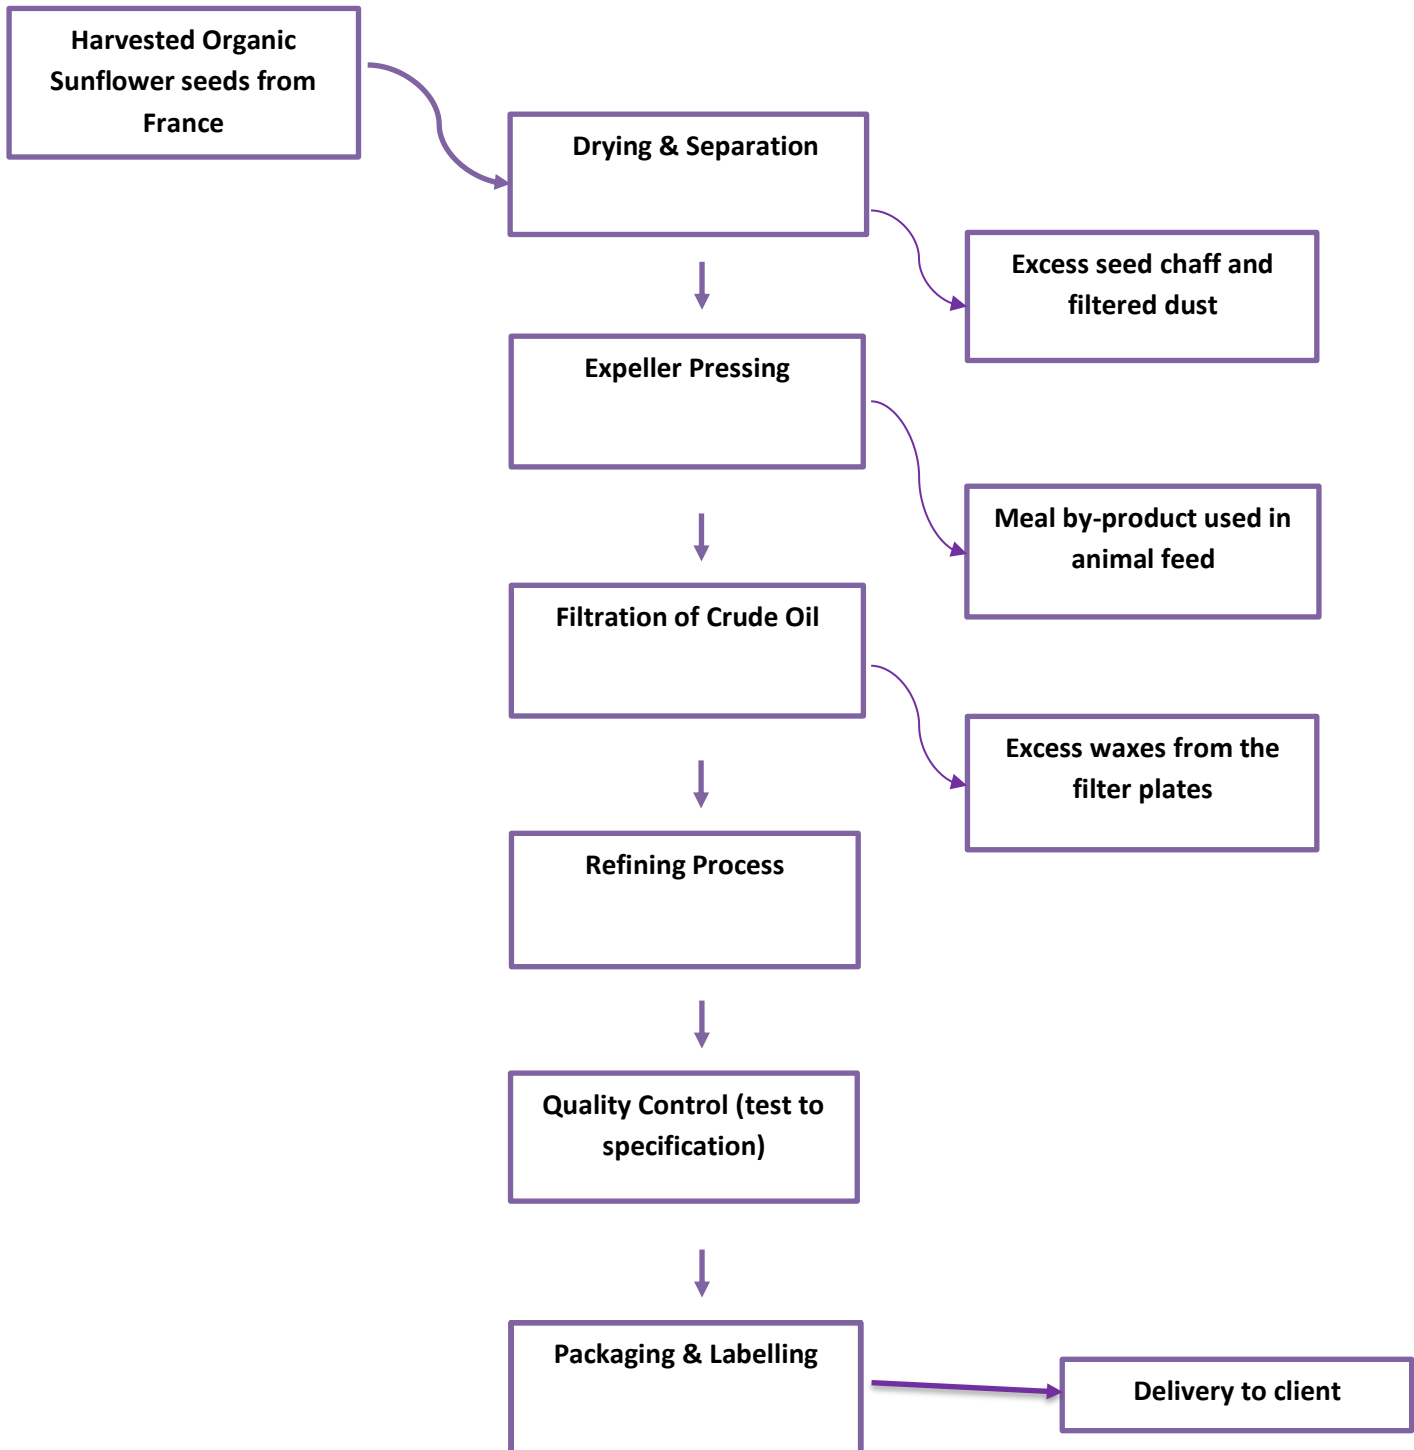 Harvested Organic
Sunflower seeds from
France
Drying & Separation
Excess seed chaff and
filtered dust
Expeller Pressing
Meal by-product used in
animal feed
Filtration of Crude Oil
Excess waxes from the
filter plates
Refining Process
Quality Control (test to
specification)
Packaging & Labelling
Delivery to client